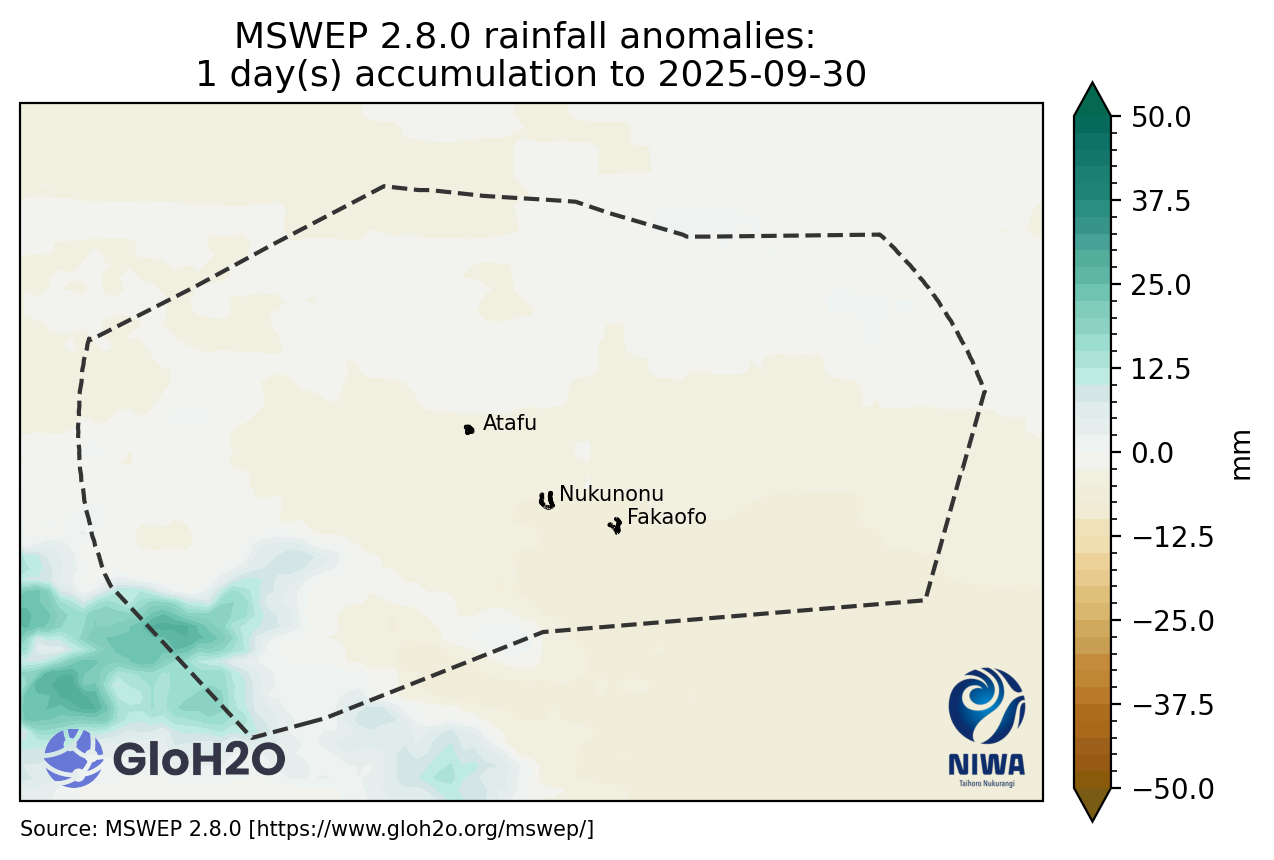 MSWEP 2.8.0 rainfall anomalies:
1 day(s) accumulation to 2025-09-30
50.0
37.5
25.0
12.5
0.0
−12.5
−25.0
−37.5
−50.0
mm
Atafu
Nukunonu
Fakaofo
GloH2O
NIWA
Taihoro Nukurangi
Source: MSWEP 2.8.0 [https://www.gloh2o.org/mswep/]